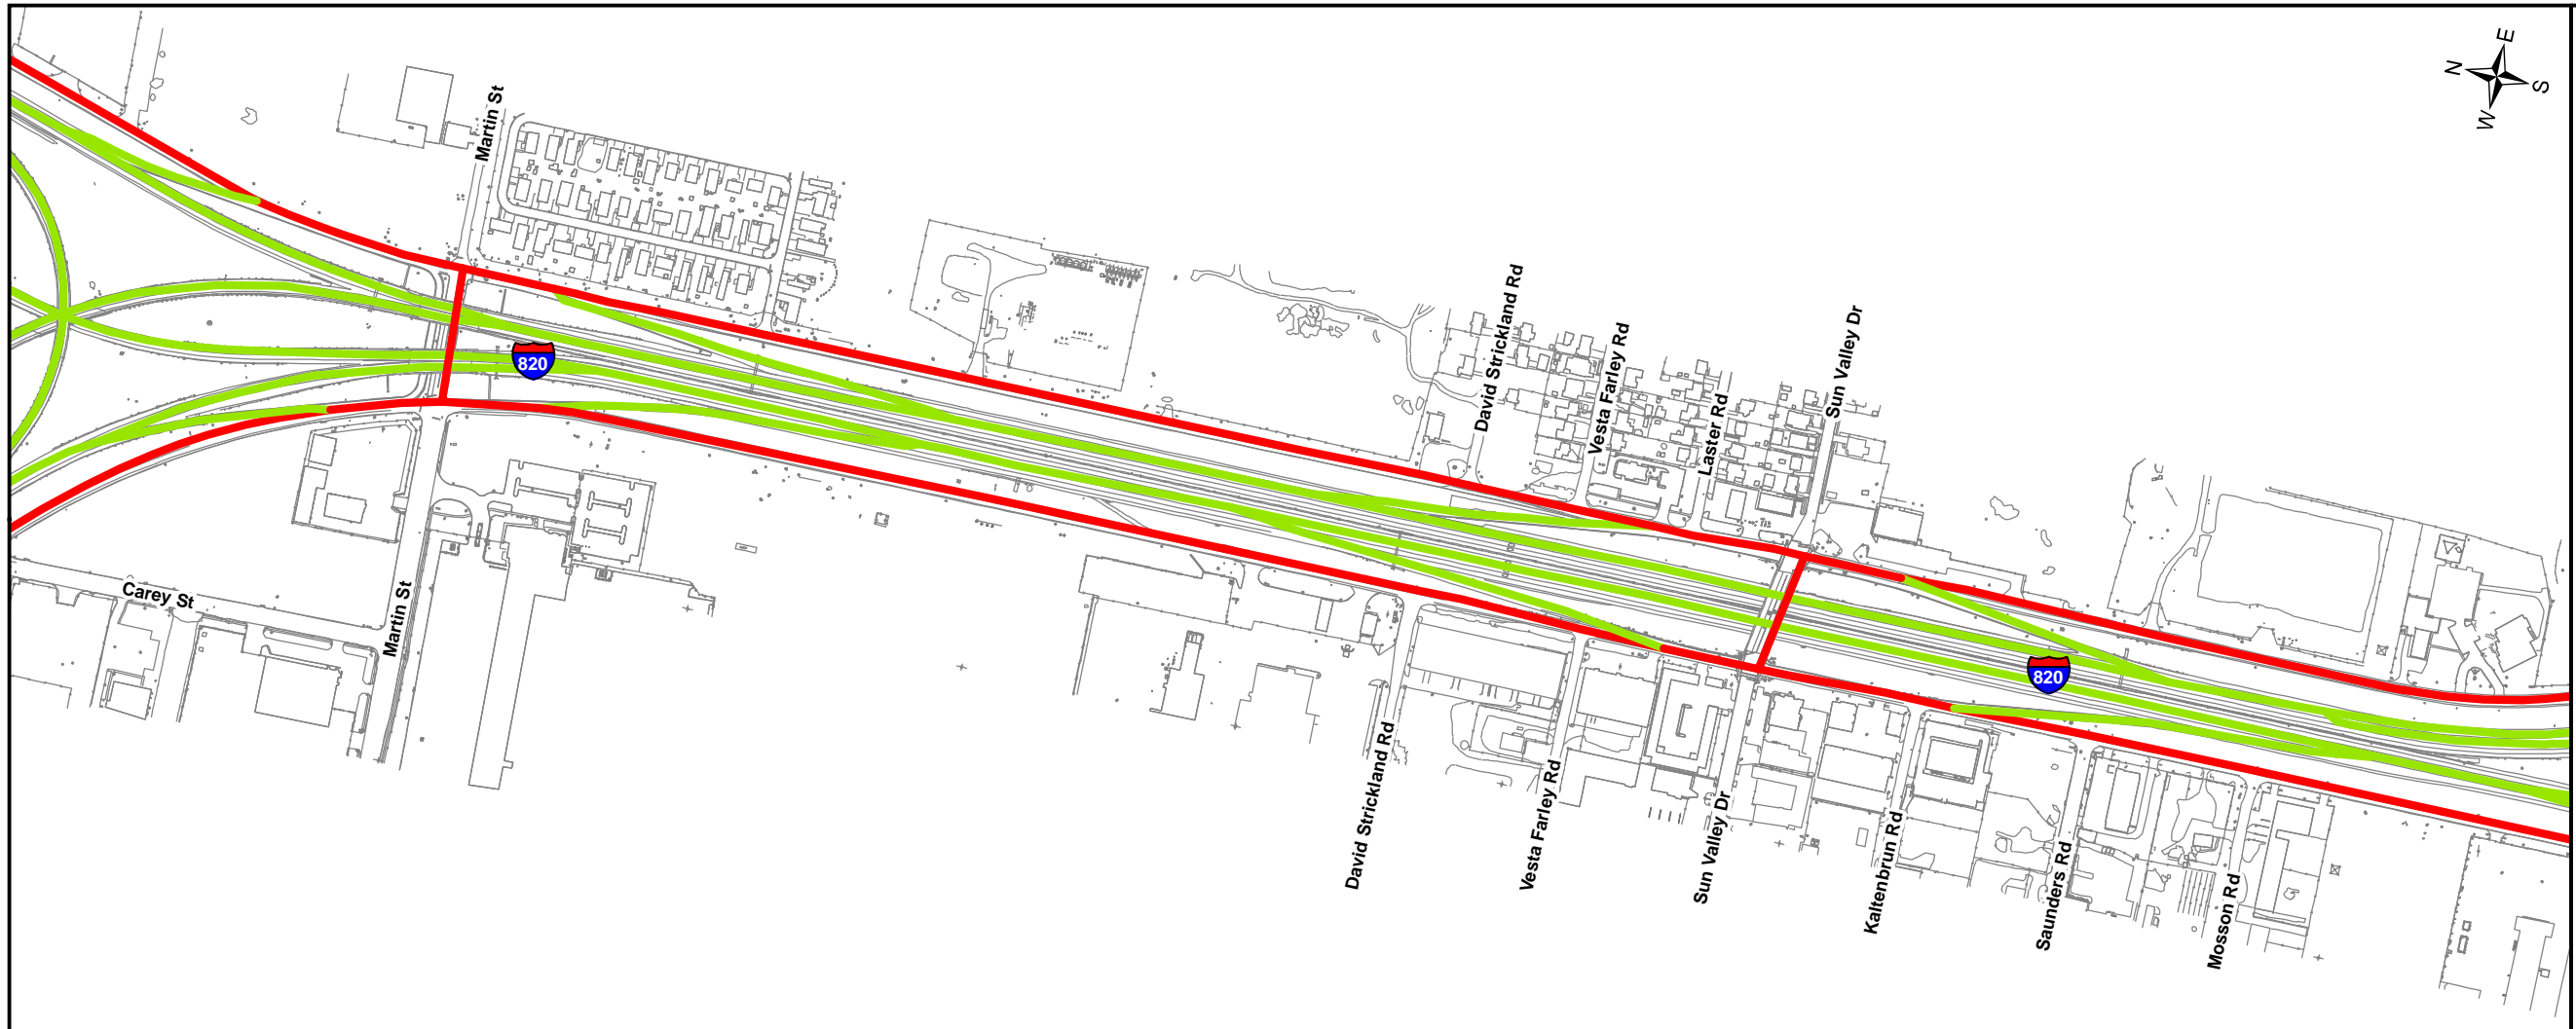 E
N
S
W
Martin St
820
David Strickland Rd
Vesta Farley Rd
Laster Rd
Sun Valley Dr
Carey St
Martin St
820
David Strickland Rd
Vesta Farley Rd
Sun Valley Dr
Kaltenbrun Rd
Saunders Rd
Mosson Rd